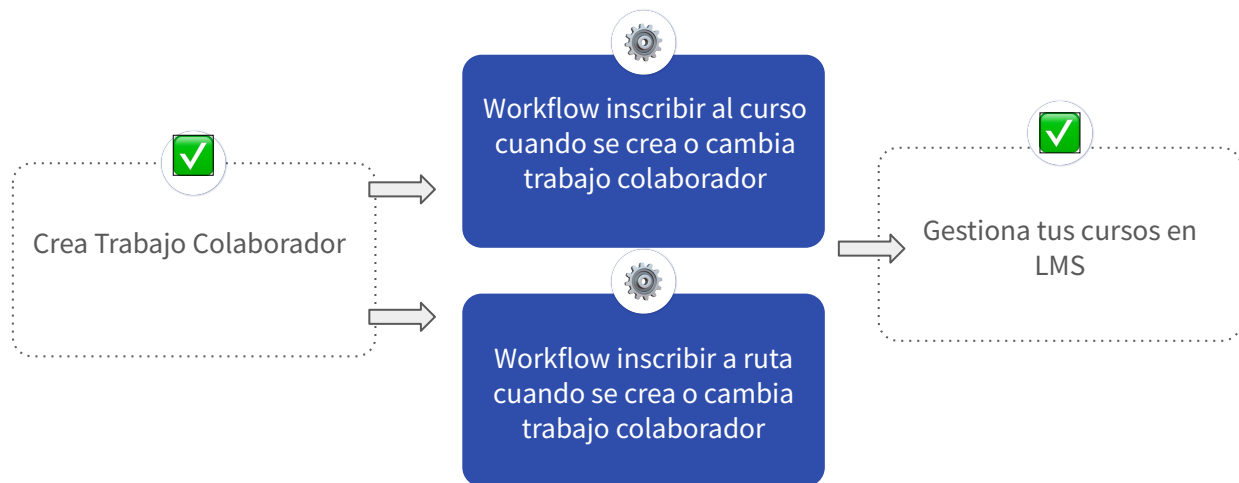 Crea Trabajo Colaborador
Workflow inscribir al curso
cuando se crea o cambia
trabajo colaborador
Workflow inscribir a ruta
cuando se crea o cambia
trabajo colaborador
Gestiona tus cursos en
LMS